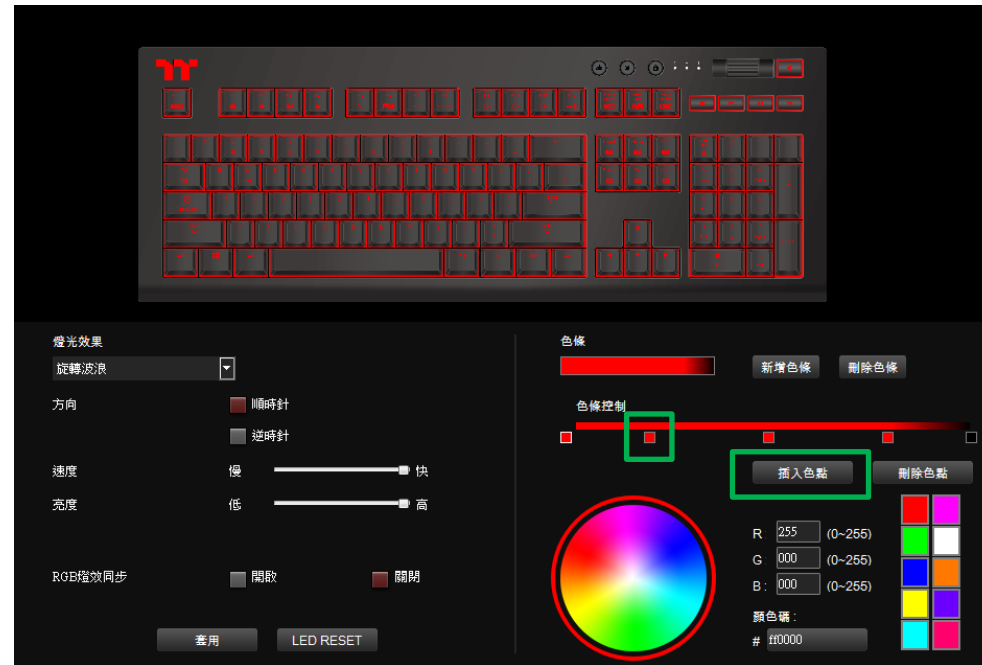 燈光效果
旋轉波浪
方向
順時針
逆時針
速度
慢
快
亮度
低
高
RGB燈效同步
開啟
關閉
套用
LED RESET
色條
新增色條
刪除色條
色條控制
插入色點
刪除色點
R 255 (0~255)
G 000 (0~255)
B : 000 (0~255)
顏色碼 :
# ff0000